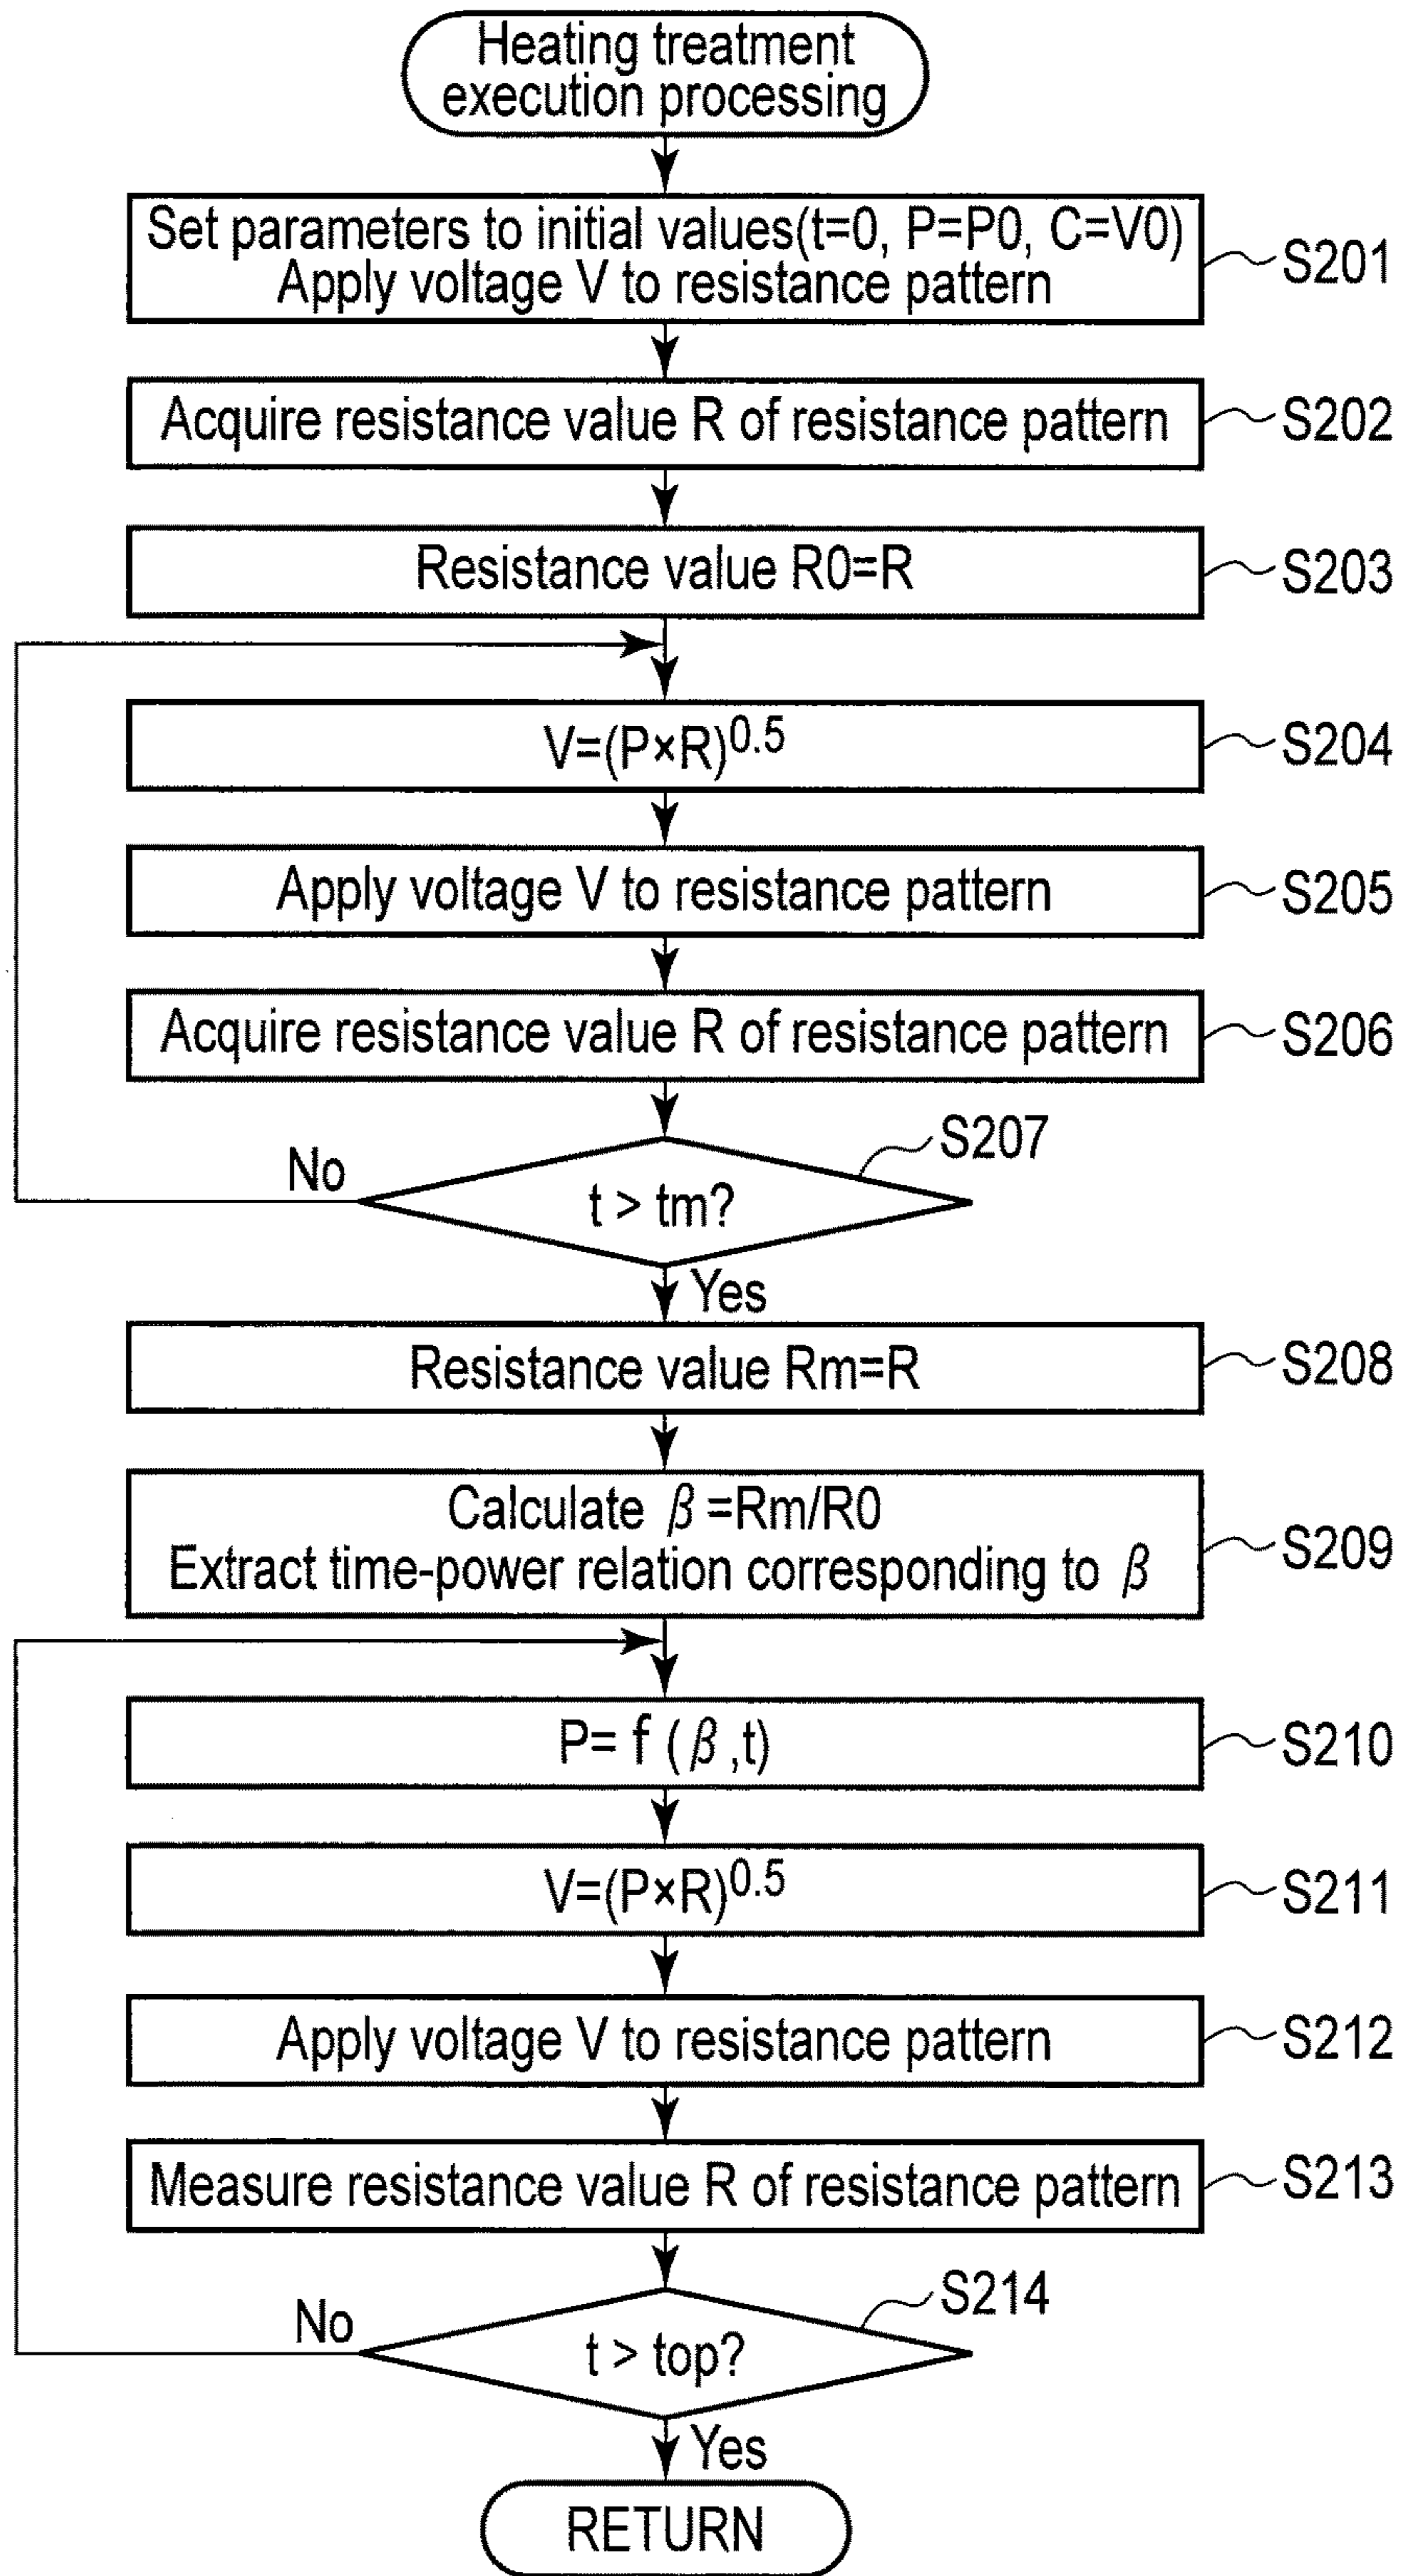 Heating treatment
execution processing
Set parameters to initial values(t=0, P=P0, C=V0)
Apply voltage V to resistance pattern
S201
Acquire resistance value R of resistance pattern
S202
Resistance value R0=R
S203
V=(P×R)^0.5
S204
Apply voltage V to resistance pattern
S205
Acquire resistance value R of resistance pattern
S206
S207
No
t > tm?
Yes
Resistance value Rm=R
S208
Calculate β=Rm/R0
Extract time-power relation corresponding to β
S209
P= f (β,t)
S210
V=(P×R)^0.5
S211
Apply voltage V to resistance pattern
S212
Measure resistance value R of resistance pattern
S213
S214
No
t > top?
Yes
RETURN